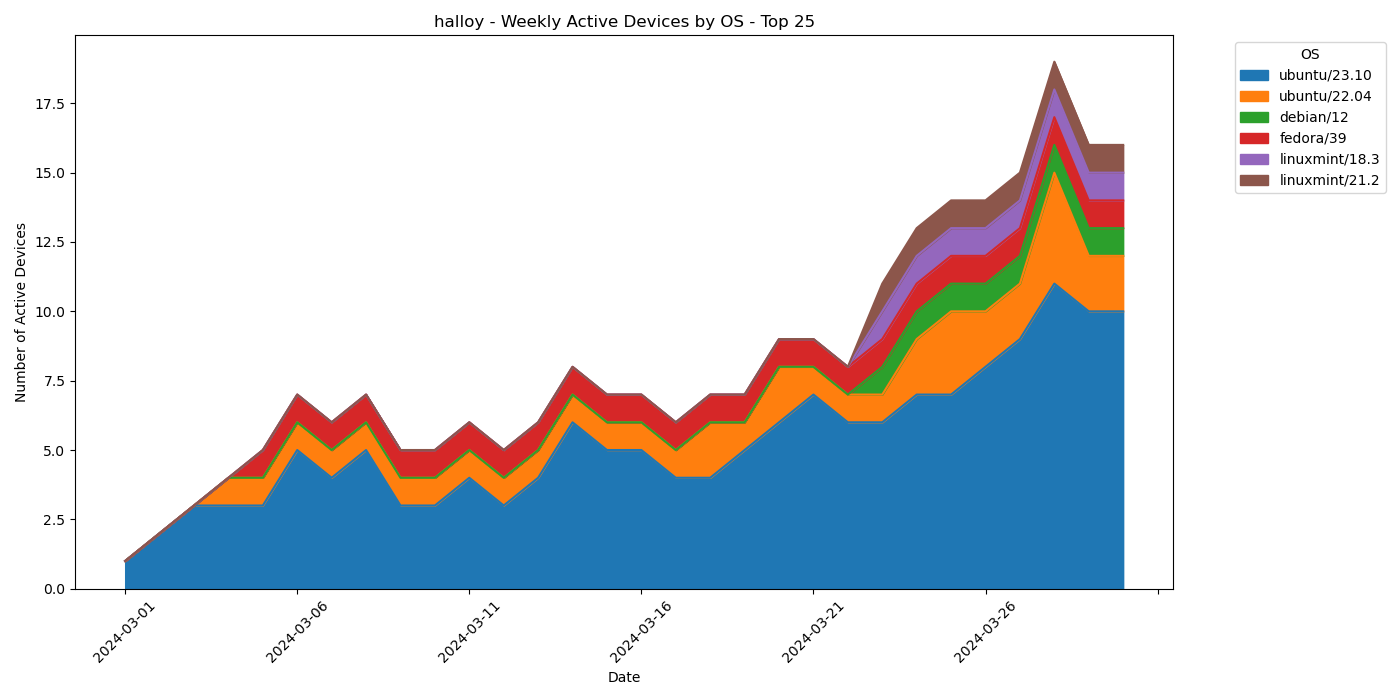 halloy - Weekly Active Devices by OS - Top 25
OS
ubuntu/23.10
ubuntu/22.04
debian/12
fedora/39
linuxmint/18.3
linuxmint/21.2
Number of Active Devices
17.5
15.0
12.5
10.0
7.5
5.0
2.5
0.0
2024-03-01
2024-03-06
2024-03-11
2024-03-16
2024-03-21
2024-03-26
Date